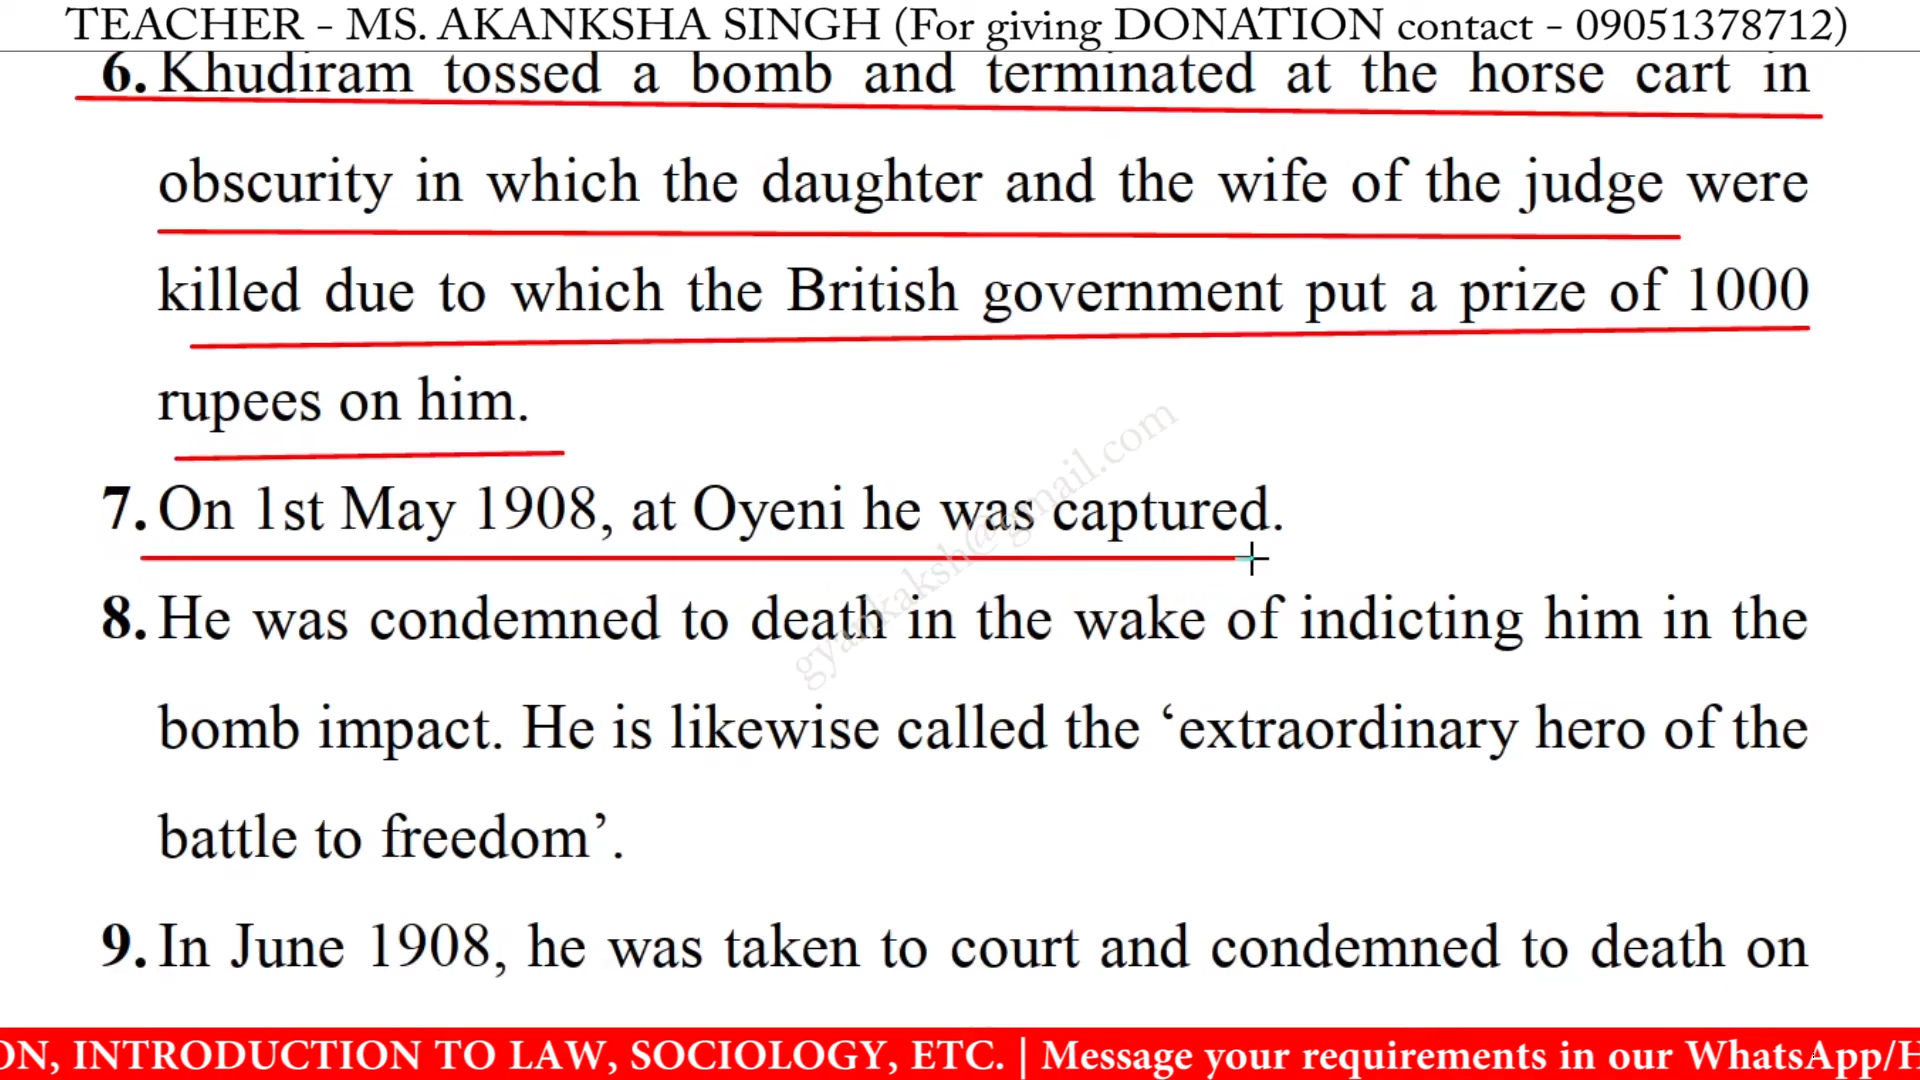 TEACHER - MS. AKANKSHA SINGH (For giving DONATION contact - 09051378712)
6. Khudiram tossed a bomb and terminated at the horse cart in
obscurity in which the daughter and the wife of the judge were
killed due to which the British government put a prize of 1000
rupees on him.
7. On 1st May 1908, at Oyeni he was captured.
8. He was condemned to death in the wake of indicting him in the
bomb impact. He is likewise called the ‘extraordinary hero of the
battle to freedom’.
9. In June 1908, he was taken to court and condemned to death on
gyankaksh@gmail.com
ON, INTRODUCTION TO LAW, SOCIOLOGY, ETC. | Message your requirements in our WhatsApp/H